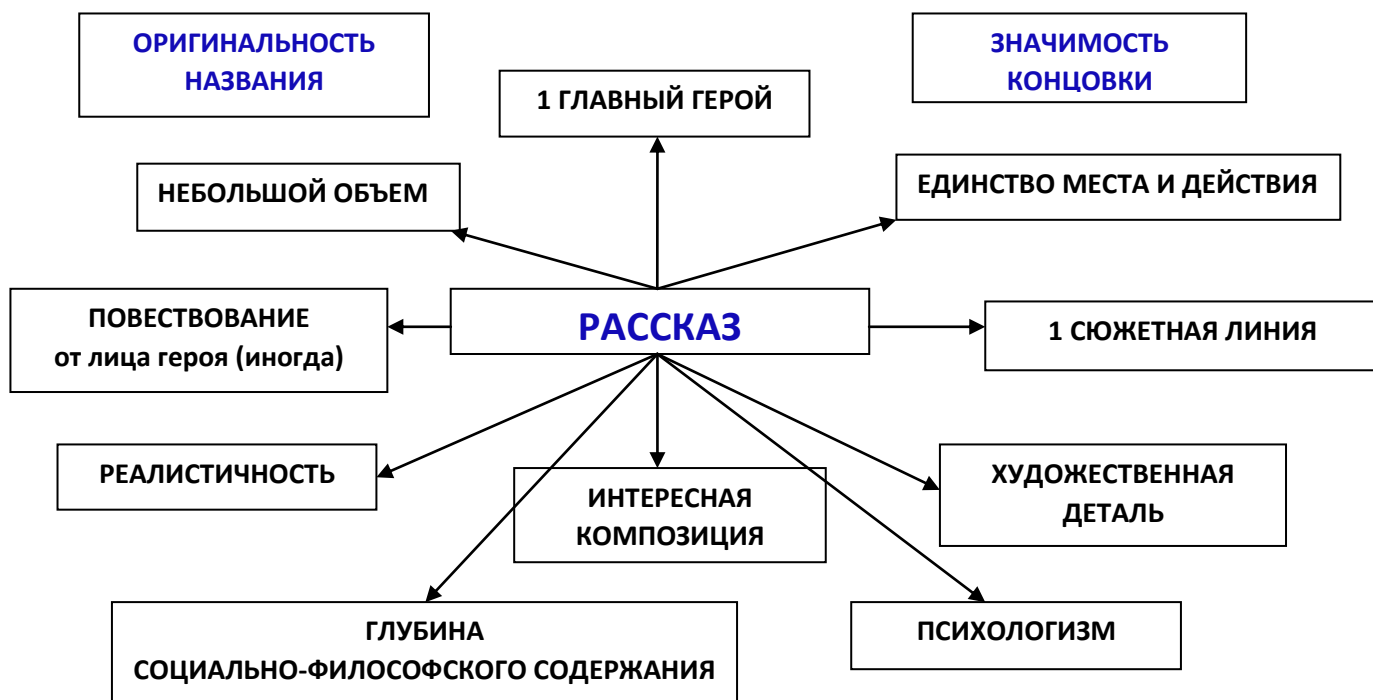 ОРИГИНАЛЬНОСТЬ
НАЗВАНИЯ
ЗНАЧИМОСТЬ
КОНЦОВКИ
1 ГЛАВНЫЙ ГЕРОЙ
НЕБОЛЬШОЙ ОБЪЕМ
ЕДИНСТВО МЕСТА И ДЕЙСТВИЯ
ПОВЕСТВОВАНИЕ
от лица героя (иногда)
РАССКАЗ
1 СЮЖЕТНАЯ ЛИНИЯ
РЕАЛИСТИЧНОСТЬ
ИНТЕРЕСНАЯ
КОМПОЗИЦИЯ
ХУДОЖЕСТВЕННАЯ
ДЕТАЛЬ
ГЛУБИНА
СОЦИАЛЬНО-ФИЛОСОФСКОГО СОДЕРЖАНИЯ
ПСИХОЛОГИЗМ